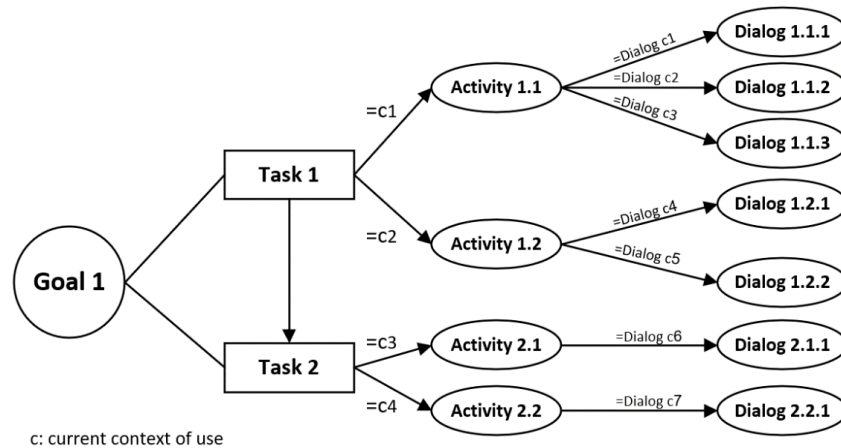 Goal 1
Task 1
Task 2
=c1
=c2
=c3
=c4
Activity 1.1
Activity 1.2
Activity 2.1
Activity 2.2
=Dialog c1
=Dialog c2
=Dialog c3
=Dialog c4
=Dialog c5
=Dialog c6
=Dialog c7
Dialog 1.1.1
Dialog 1.1.2
Dialog 1.1.3
Dialog 1.2.1
Dialog 1.2.2
Dialog 2.1.1
Dialog 2.2.1
c: current context of use